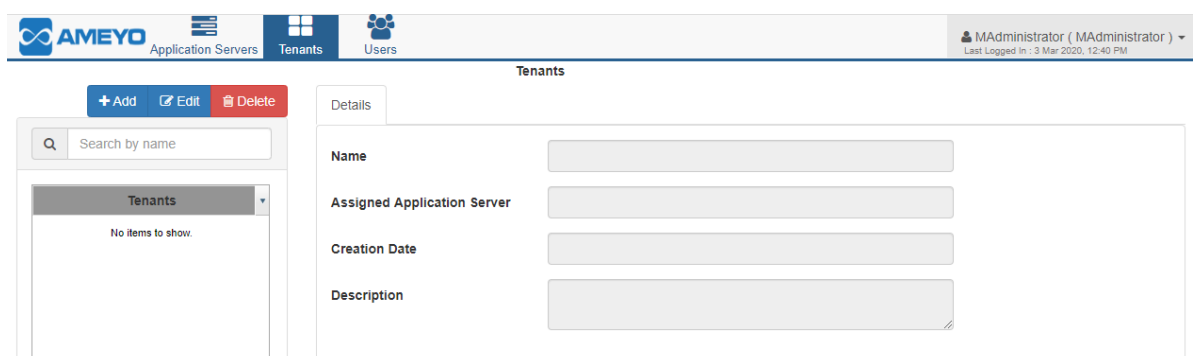 AMEYO
Application Servers
Tenants
Users
MAdministrator ( MAdministrator )
Last Logged In : 3 Mar 2020, 12:40 PM
Tenants
Add Edit Delete
Details
Search by name
Name
Tenants
Assigned Application Server
No items to show.
Creation Date
Description